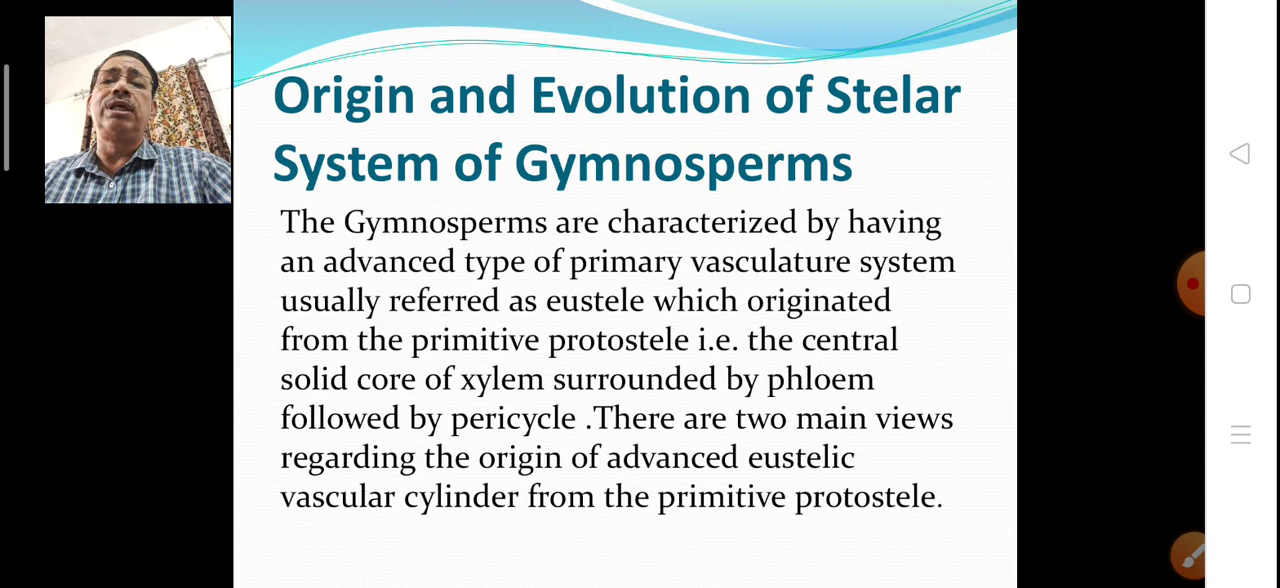 Origin and Evolution of Stelar
System of Gymnosperms
The Gymnosperms are characterized by having
an advanced type of primary vasculature system
usually referred as eustele which originated
from the primitive protostele i.e. the central
solid core of xylem surrounded by phloem
followed by pericycle .There are two main views
regarding the origin of advanced eustelic
vascular cylinder from the primitive protostele.